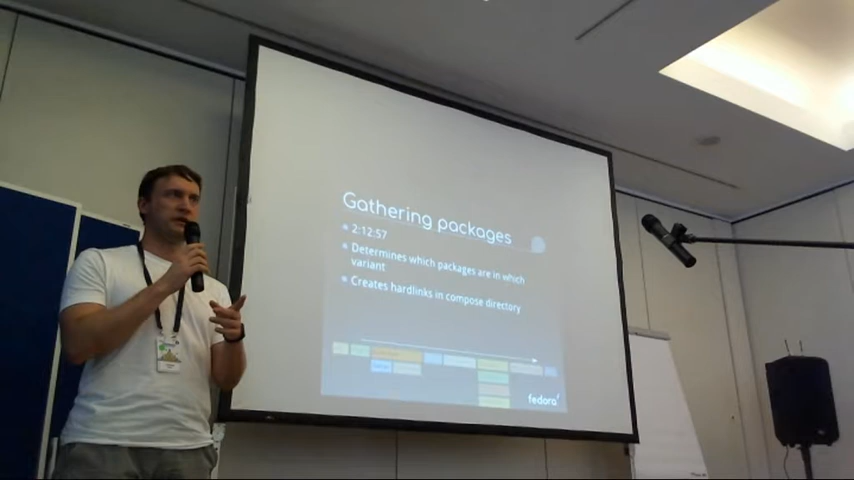 Gathering packages
2:12:57
Determines which packages are in which
variant
Creates hardlinks in compose directory
fedora